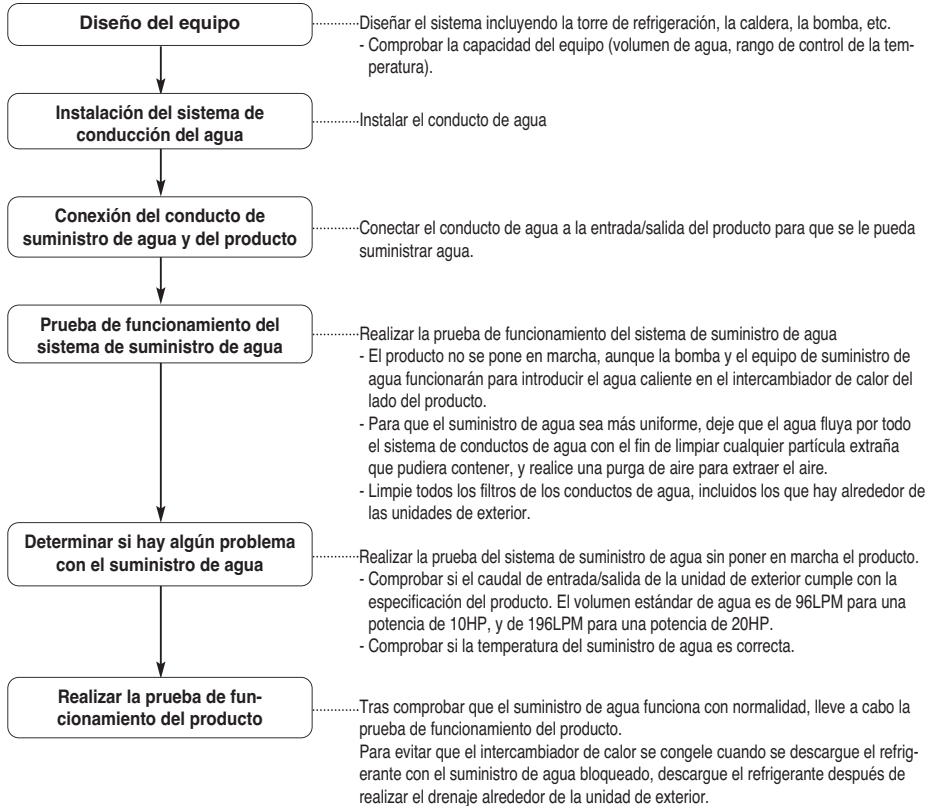 Diseño del equipo
Diseñar el sistema incluyendo la torre de refrigeración, la caldera, la bomba, etc.
- Comprobar la capacidad del equipo (volumen de agua, rango de control de la tem-
peratura).
Instalación del sistema de
conducción del agua
Instalar el conducto de agua
Conexión del conducto de
suministro de agua y del producto
Conectar el conducto de agua a la entrada/salida del producto para que se le pueda
suministrar agua.
Prueba de funcionamiento del
sistema de suministro de agua
Realizar la prueba de funcionamiento del sistema de suministro de agua
- El producto no se pone en marcha, aunque la bomba y el equipo de suministro de
agua funcionarán para introducir el agua caliente en el intercambiador de calor del
lado del producto.
- Para que el suministro de agua sea más uniforme, deje que el agua fluya por todo
el sistema de conductos de agua con el fin de limpiar cualquier partícula extraña
que pudiera contener, y realice una purga de aire para extraer el aire.
- Limpie todos los filtros de los conductos de agua, incluidos los que hay alrededor de
las unidades de exterior.
Determinar si hay algún problema
con el suministro de agua
Realizar la prueba del sistema de suministro de agua sin poner en marcha el producto.
- Comprobar si el caudal de entrada/salida de la unidad de exterior cumple con la
especificación del producto. El volumen estándar de agua es de 96LPM para una
potencia de 10HP, y de 196LPM para una potencia de 20HP.
- Comprobar si la temperatura del suministro de agua es correcta.
Realizar la prueba de fun-
cionamiento del producto
Tras comprobar que el suministro de agua funciona con normalidad, lleve a cabo la
prueba de funcionamiento del producto.
Para evitar que el intercambiador de calor se congele cuando se descargue el refrig-
erante con el suministro de agua bloqueado, descargue el refrigerante después de
realizar el drenaje alrededor de la unidad de exterior.